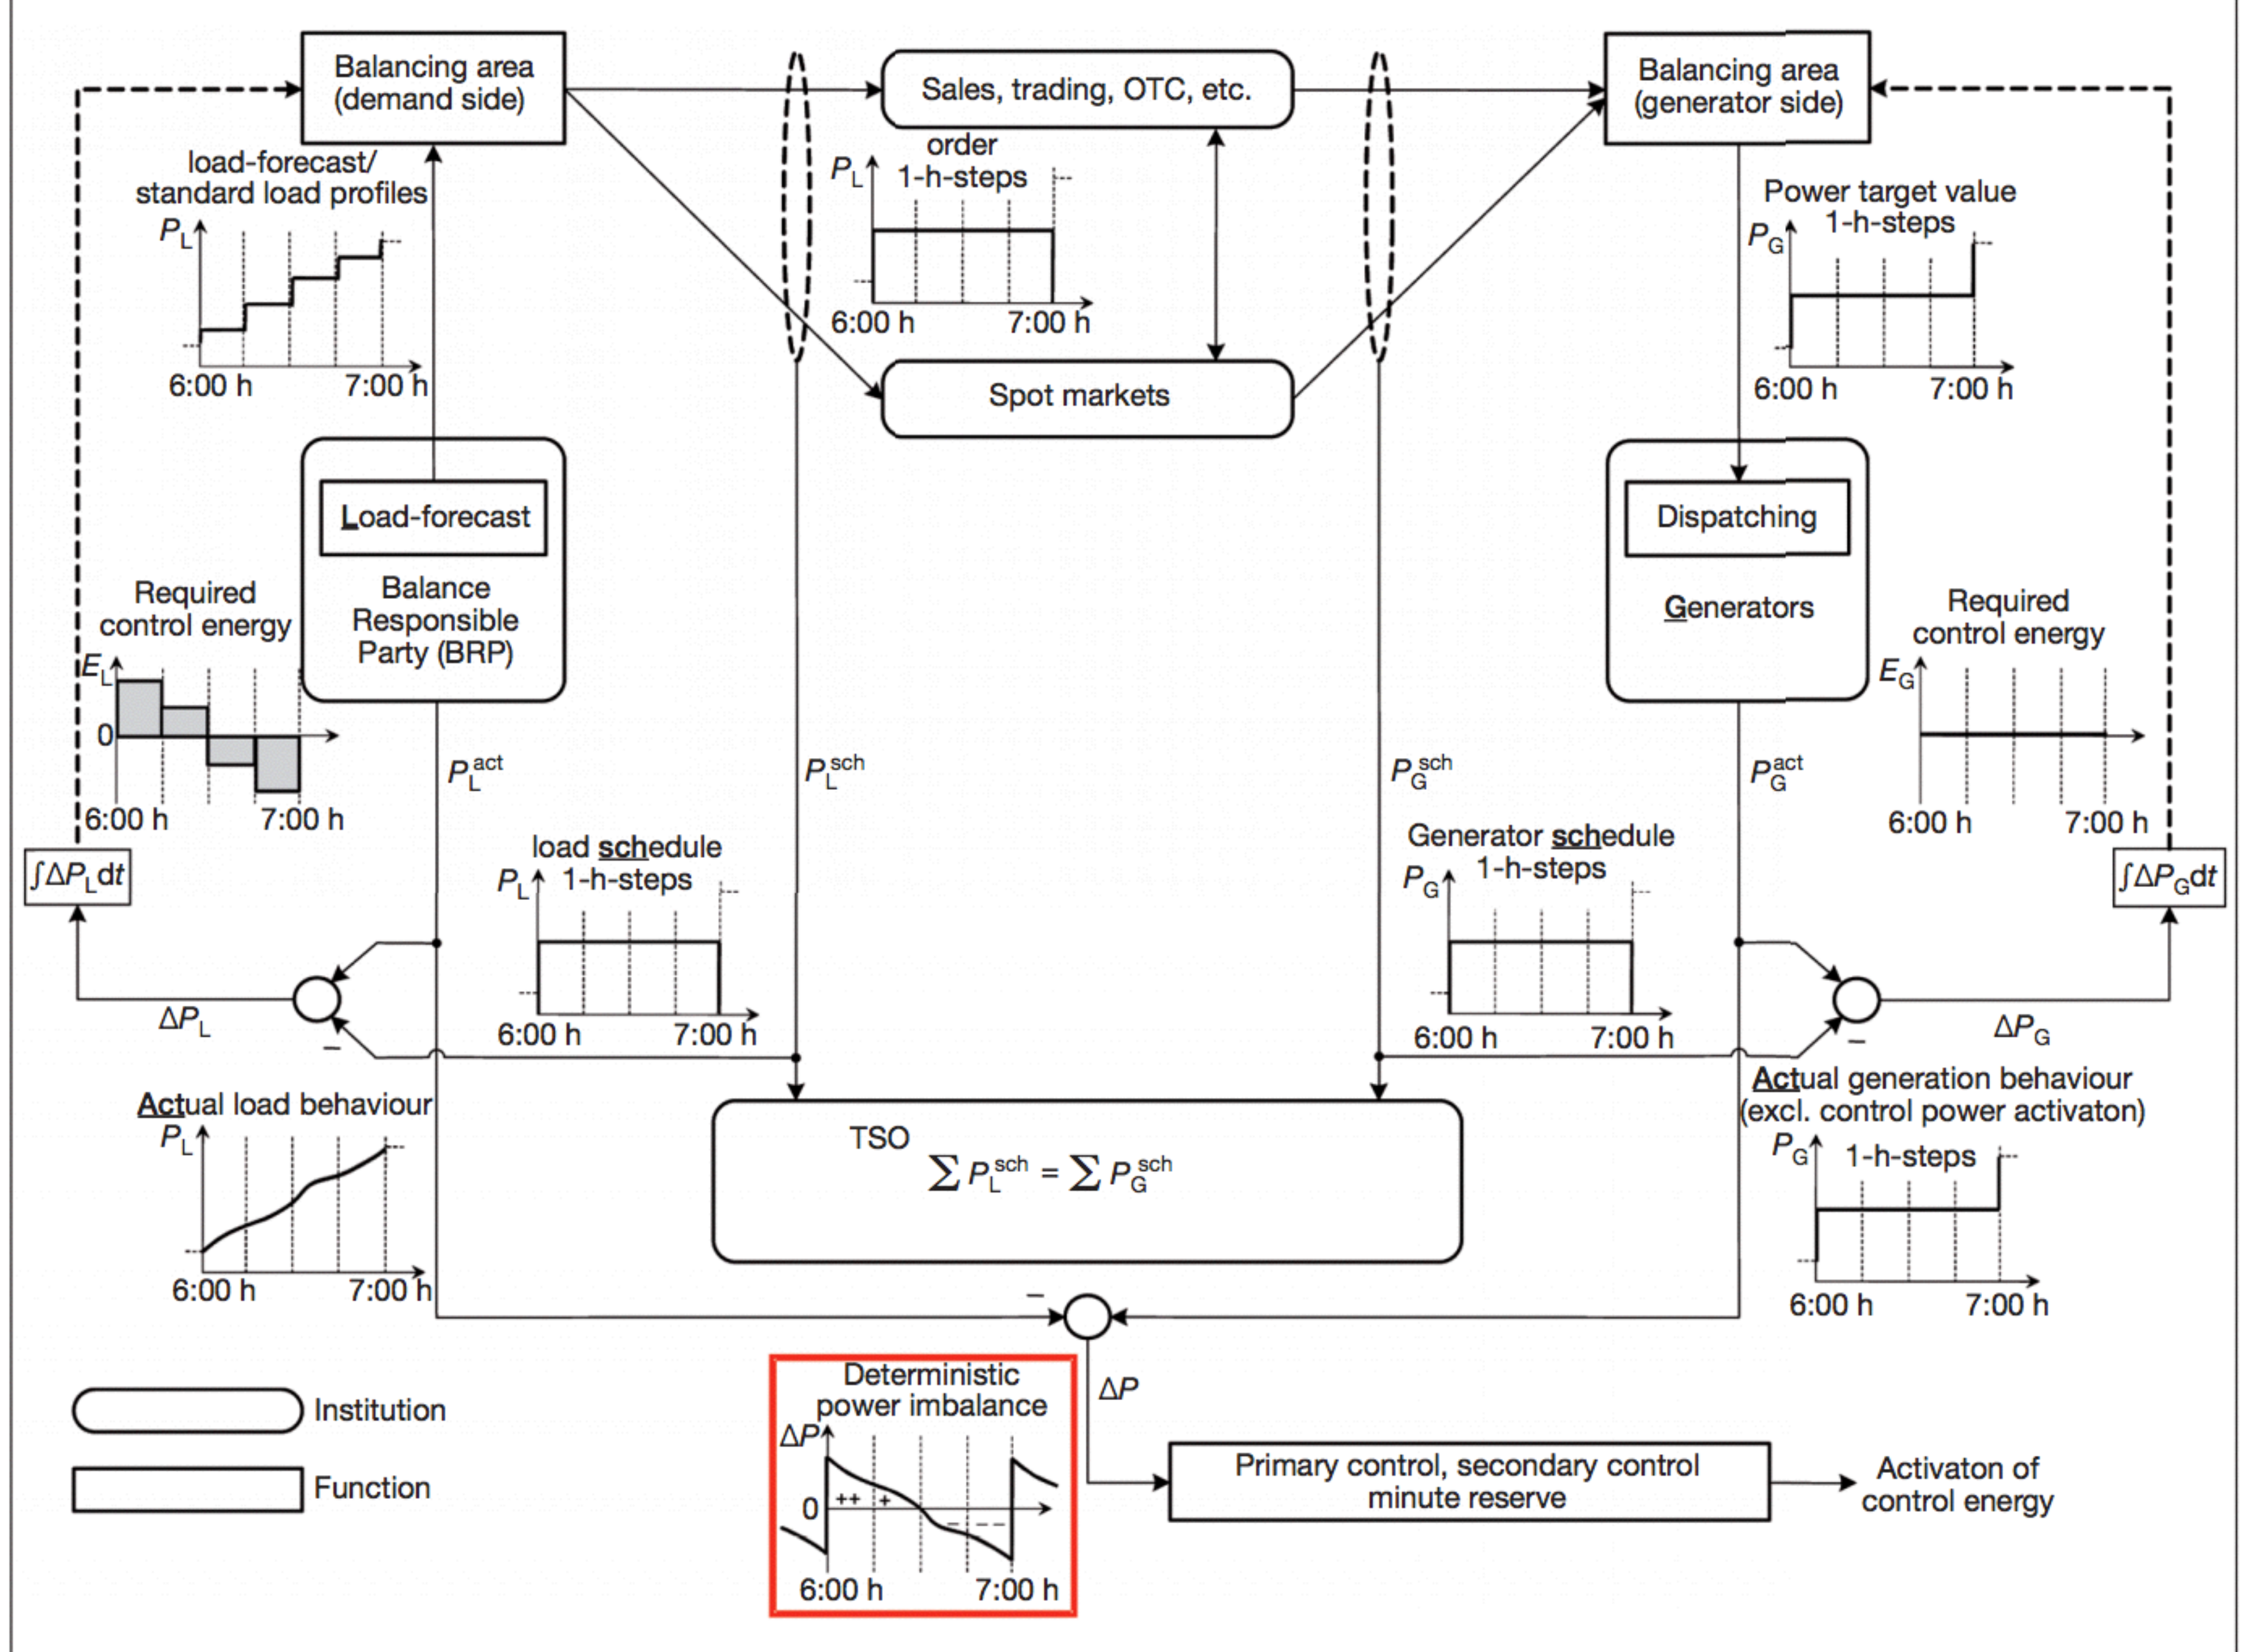 Balancing area
(demand side)
Sales, trading, OTC, etc.
Balancing area
(generator side)
load-forecast/
standard load profiles
P_L
6:00 h 7:00 h
order
1-h-steps
P_L
6:00 h 7:00 h
Power target value
1-h-steps
P_G
6:00 h 7:00 h
Spot markets
Load-forecast
Balance
Responsible
Party (BRP)
Dispatching
Generators
Required
control energy
E_L
0
6:00 h 7:00 h
Required
control energy
E_G
6:00 h 7:00 h
P_L^act
P_L^sch
P_G^sch
P_G^act
∫ΔP_L dt
∫ΔP_G dt
load schedule
1-h-steps
P_L
6:00 h 7:00 h
Generator schedule
1-h-steps
P_G
6:00 h 7:00 h
ΔP_L
–
ΔP_G
–
Actual load behaviour
P_L
6:00 h 7:00 h
TSO
∑ P_L^sch = ∑ P_G^sch
Actual generation behaviour
(excl. control power activaton)
P_G 1-h-steps
6:00 h 7:00 h
–
Deterministic
power imbalance
ΔP
0
++ +
– – –
6:00 h 7:00 h
ΔP
Primary control, secondary control
minute reserve
Activaton of
control energy
Institution
Function